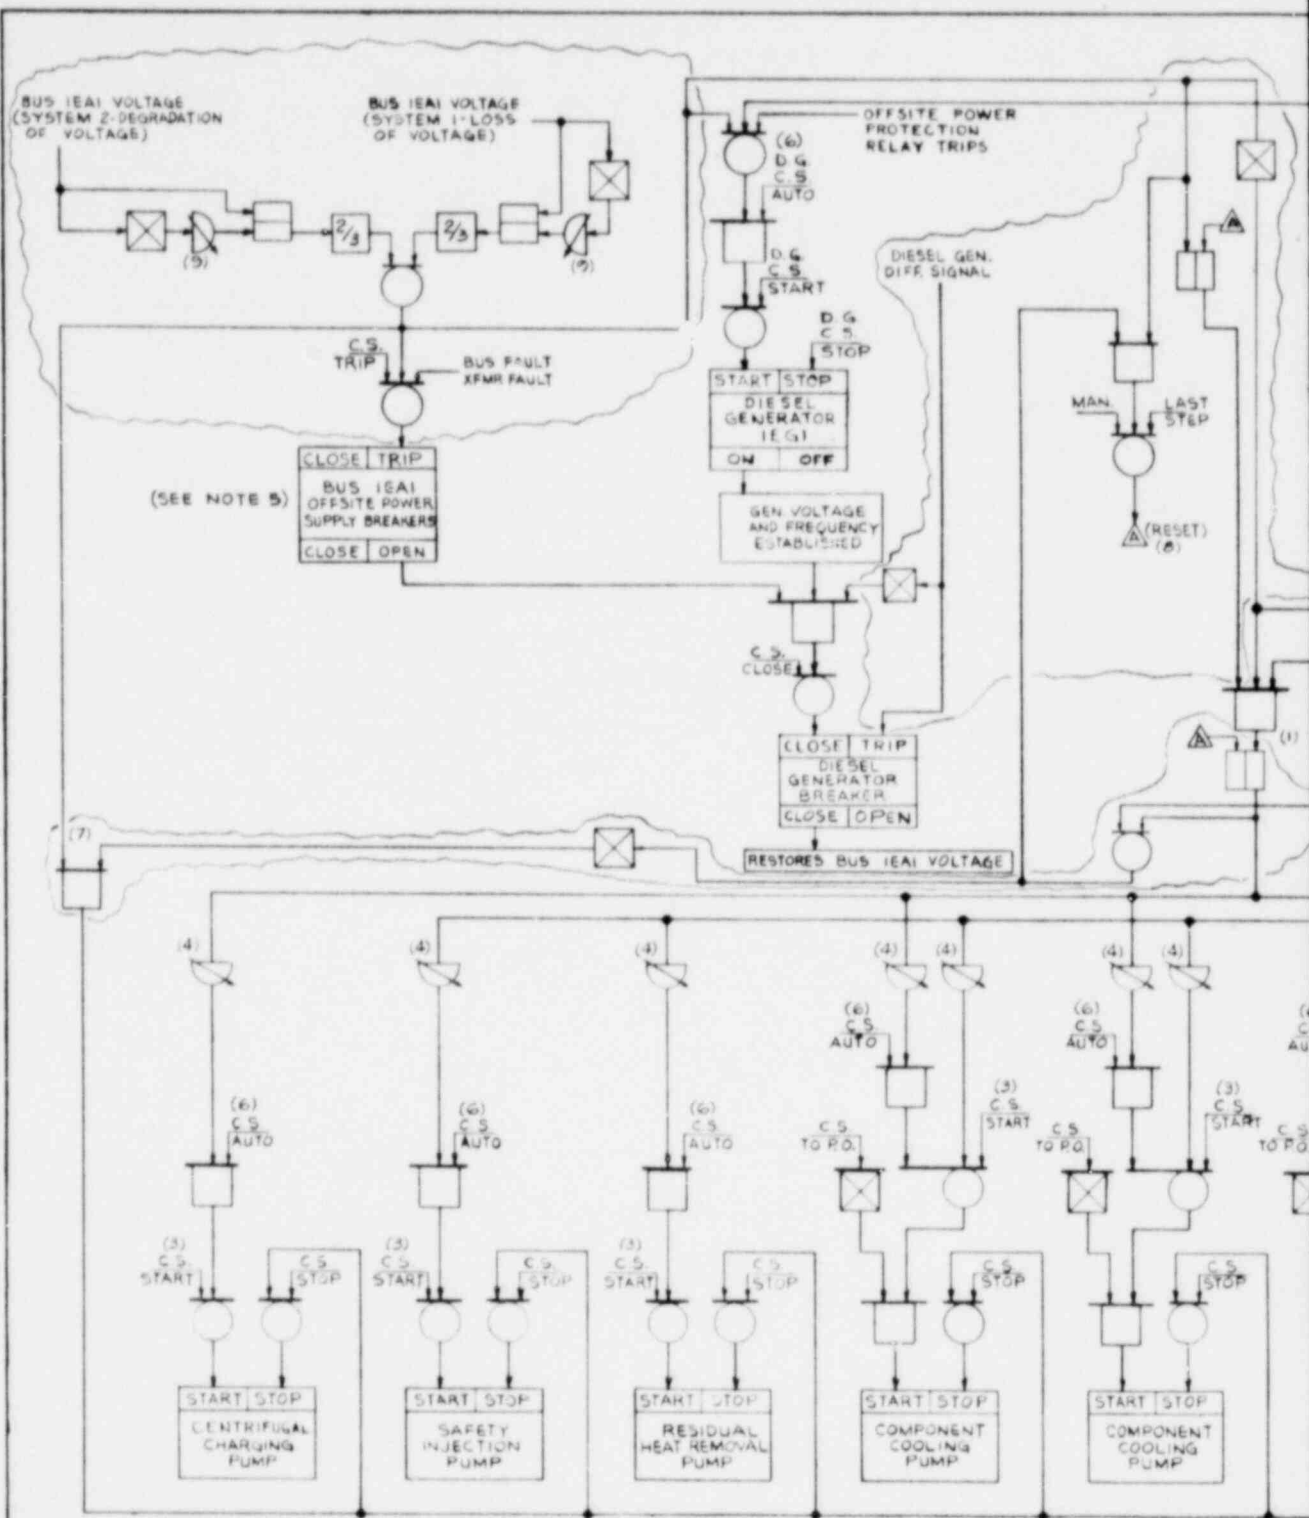 BUS 1EA1 VOLTAGE
(SYSTEM 2-DEGRADATION
OF VOLTAGE)
BUS 1EA1 VOLTAGE
(SYSTEM 1-LOSS
OF VOLTAGE)
OFFSITE POWER
PROTECTION
RELAY TRIPS
(6)
D.G.
C.S
AUTO
2/3
2/3
(9)
(9)
A
D.G.
C.S
START
DIESEL GEN.
DIFF. SIGNAL
D.G.
C.S.
STOP
C.S.
TRIP
BUS FAULT
XFMR FAULT
START STOP
DIESEL
GENERATOR
1EG1
ON OFF
MAN.
LAST
STEP
CLOSE TRIP
BUS 1EA1
OFFSITE POWER
SUPPLY BREAKERS
CLOSE OPEN
(SEE NOTE 5)
GEN. VOLTAGE
AND FREQUENCY
ESTABLISHED
A
(RESET)
(8)
C.S.
CLOSE
CLOSE TRIP
DIESEL
GENERATOR
BREAKER
CLOSE OPEN
A
(1)
(7)
RESTORES BUS 1EA1 VOLTAGE
(4)
(4)
(4)
(4)
(4)
(4)
(4)
(6)
C.S
AUTO
(6)
C.S
AUTO
(6)
C.S
AUTO
(6)
C.S
AUTO
(6)
C.S
AUTO
(3)
C.S.
START
(3)
C.S.
START
C.S
TO P.O.
C.S
TO P.O.
C.S
TO P.O
(3)
C.S.
START
C.S
STOP
(3)
C.S.
START
C.S.
STOP
(3)
C.S.
START
C.S
STOP
C.S
STOP
C.S
STOP
START STOP
CENTRIFUGAL
CHARGING
PUMP
START STOP
SAFETY
INJECTION
PUMP
START STOP
RESIDUAL
HEAT REMOVAL
PUMP
START STOP
COMPONENT
COOLING
PUMP
START STOP
COMPONENT
COOLING
PUMP